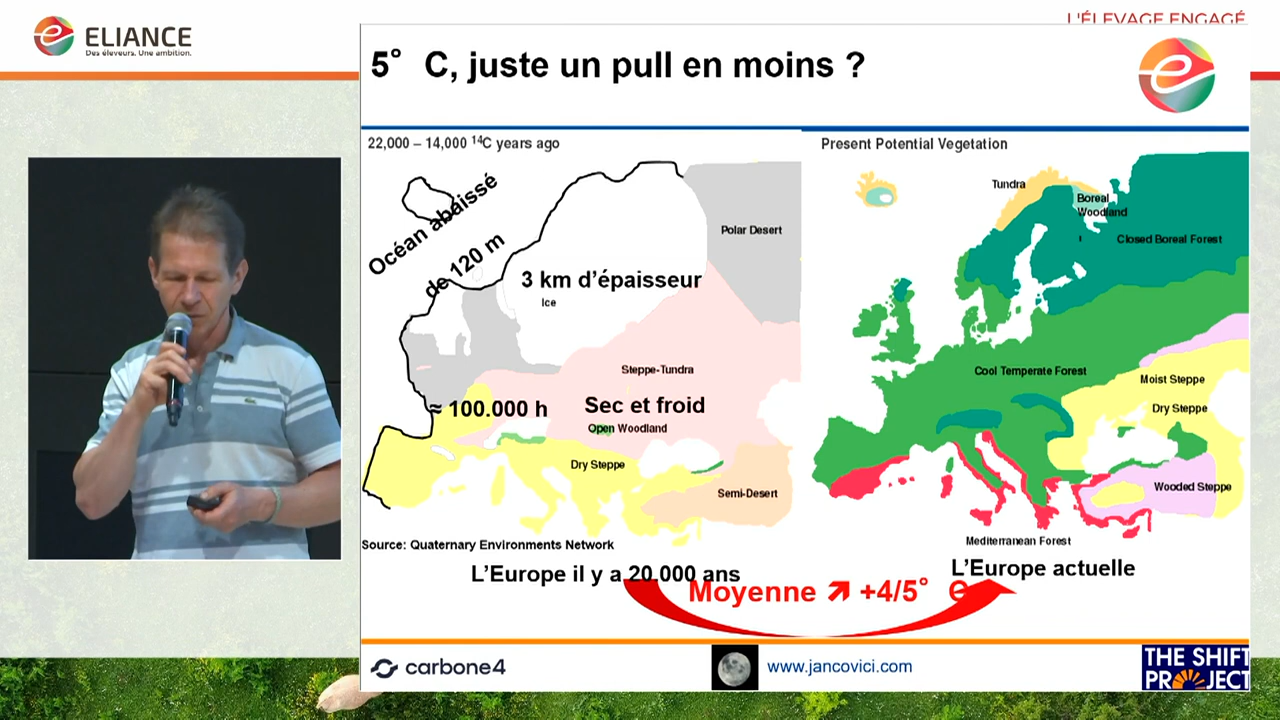 ELIANCE
Des éleveurs. Une ambition.
L'ÉLEVAGE ENGAGÉ
5° C, juste un pull en moins ?
22,000 – 14,000 ¹⁴C years ago
Océan abaissé
de 120 m
Polar Desert
3 km d'épaisseur
Ice
Steppe-Tundra
≈ 100.000 h
Sec et froid
Open Woodland
Dry Steppe
Semi-Desert
Source: Quaternary Environments Network
L'Europe il y a 20 000 ans
Present Potential Vegetation
Tundra
Boreal
Woodland
Closed Boreal Forest
Cool Temperate Forest
Moist Steppe
Dry Steppe
Wooded Steppe
Mediterranean Forest
L'Europe actuelle
Moyenne ↗ +4/5° C
carbone4
www.jancovici.com
THE SHIFT
PROJECT